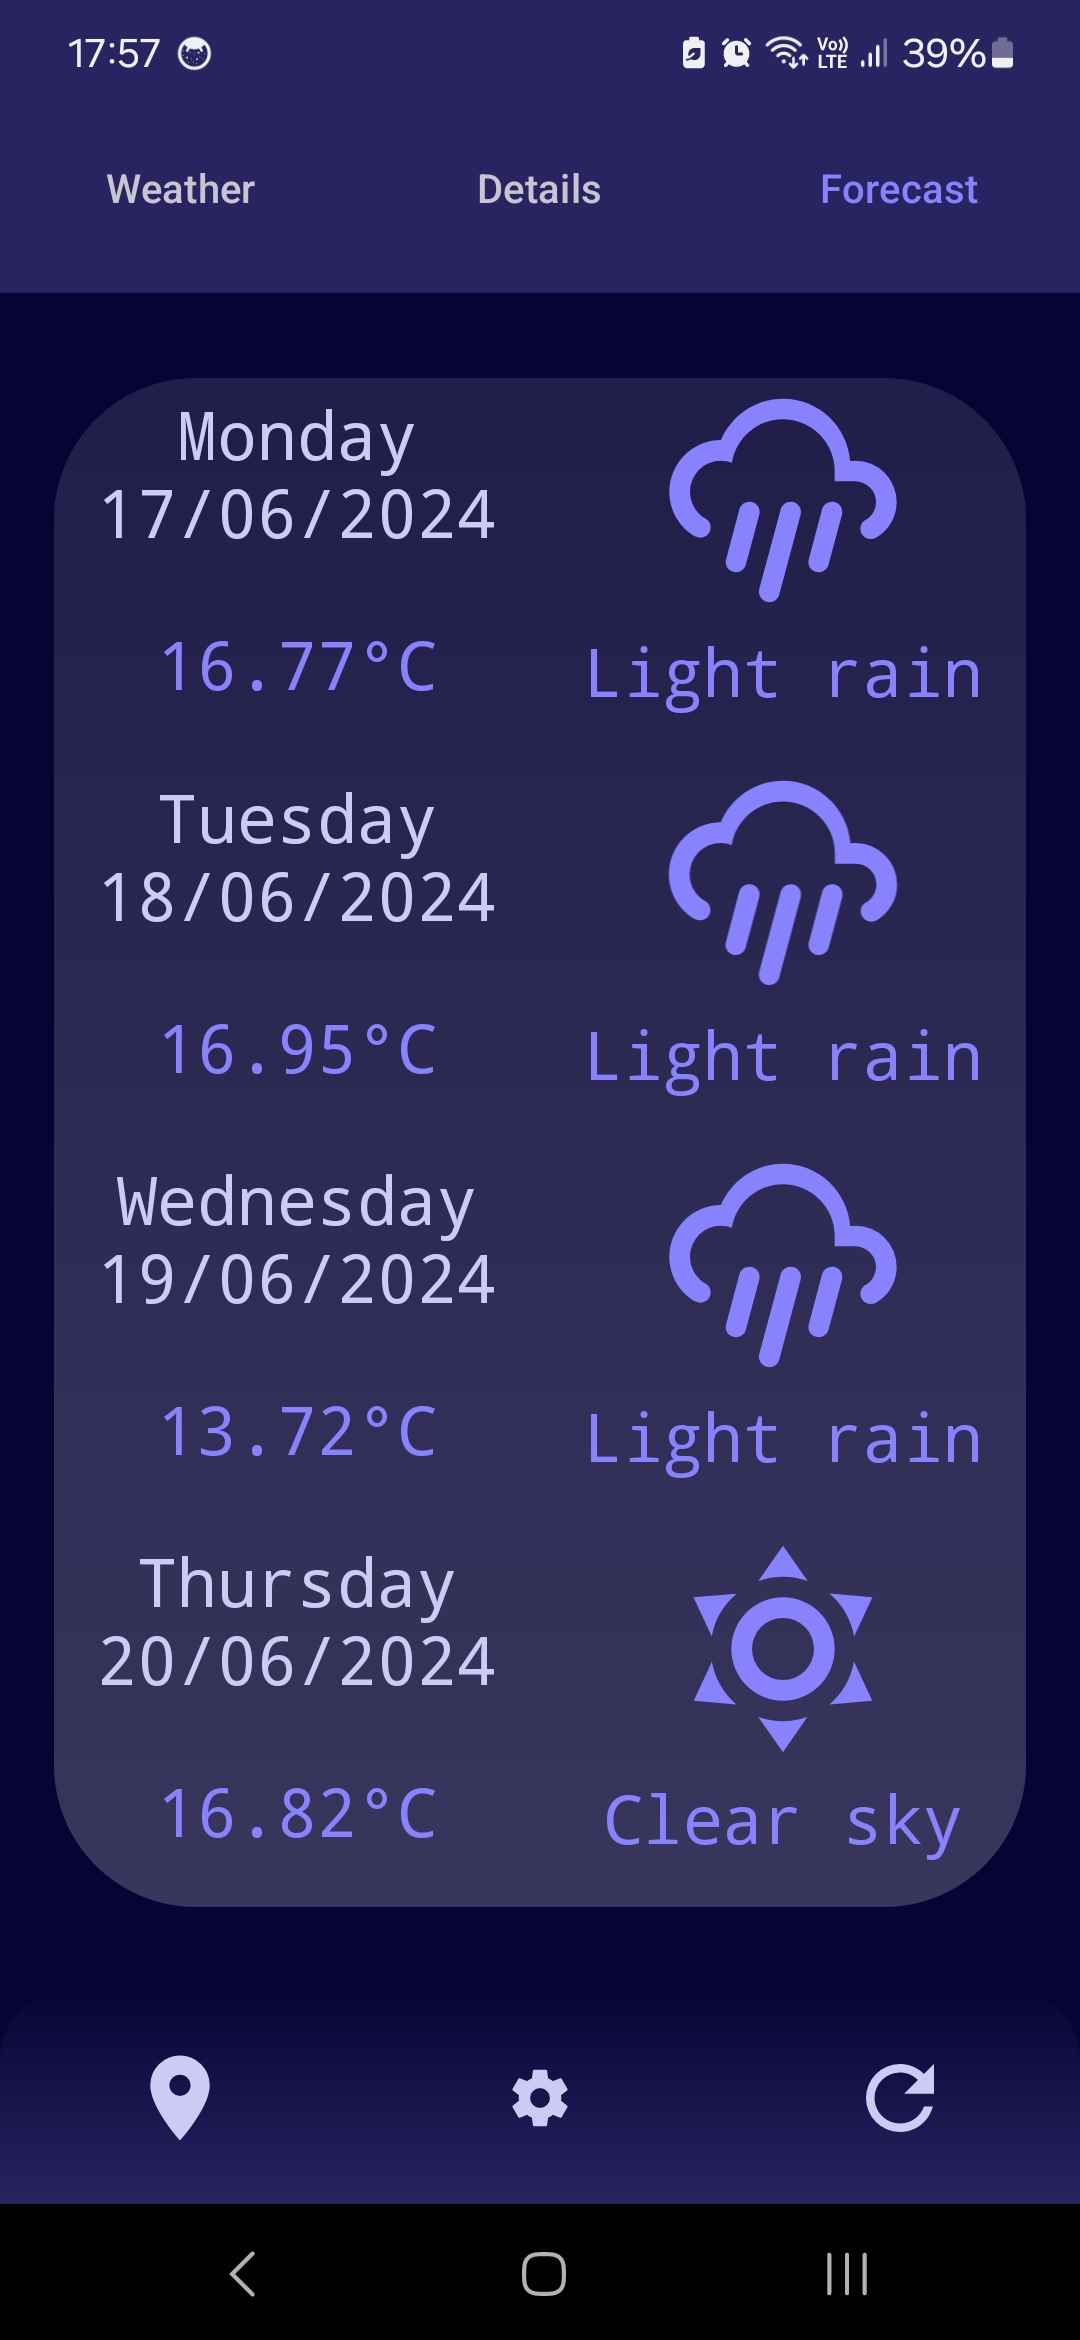 17:57 Vo)) LTE 39%
Weather Details Forecast
Monday
17/06/2024
16.77°C Light rain
Tuesday
18/06/2024
16.95°C Light rain
Wednesday
19/06/2024
13.72°C Light rain
Thursday
20/06/2024
16.82°C Clear sky